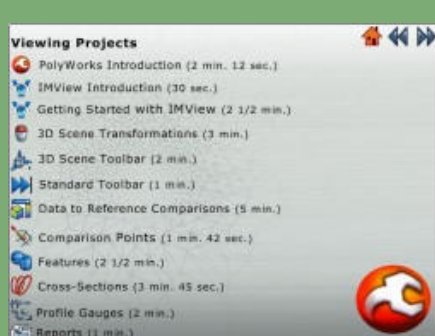 Viewing Projects
PolyWorks Introduction (2 min. 12 sec.)
IMView Introduction (30 sec.)
Getting Started with IMView (2 1/2 min.)
3D Scene Transformations (3 min.)
3D Scene Toolbar (2 min.)
Standard Toolbar (1 min.)
Data to Reference Comparisons (5 min.)
Comparison Points (1 min. 42 sec.)
Features (2 1/2 min.)
Cross-Sections (3 min. 45 sec.)
Profile Gauges (2 min.)
Reports (1 min.)